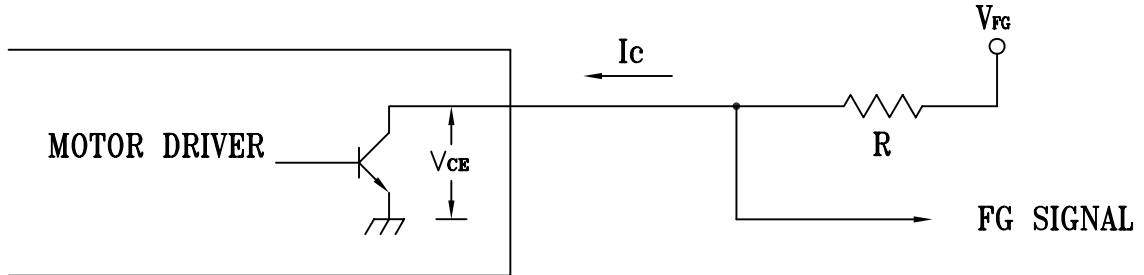 VFG
Ic
MOTOR DRIVER
VCE
R
FG SIGNAL